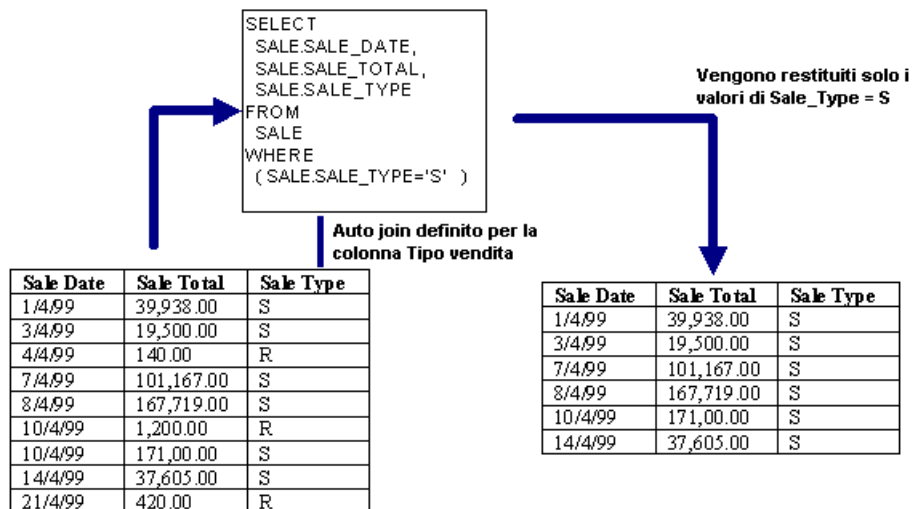 SELECT
SALE.SALE_DATE,
SALE.SALE_TOTAL,
SALE.SALE_TYPE
FROM
SALE
WHERE
( SALE.SALE_TYPE='S' )
Vengono restituiti solo i
valori di Sale_Type = S
Auto join definito per la
colonna Tipo vendita
Sale Date Sale Total Sale Type
1/4/99 39,938.00 S
3/4/99 19,500.00 S
4/4/99 140.00 R
7/4/99 101,167.00 S
8/4/99 167,719.00 S
10/4/99 1,200.00 R
10/4/99 171,00.00 S
14/4/99 37,605.00 S
21/4/99 420.00 R
Sale Date Sale Total Sale Type
1/4/99 39,938.00 S
3/4/99 19,500.00 S
7/4/99 101,167.00 S
8/4/99 167,719.00 S
10/4/99 171,00.00 S
14/4/99 37,605.00 S